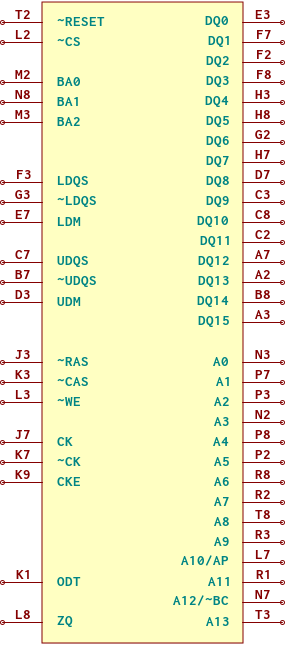 T2 ~RESET DQ0 E3
L2 ~CS DQ1 F7
DQ2 F2
M2 BA0 DQ3 F8
N8 BA1 DQ4 H3
M3 BA2 DQ5 H8
DQ6 G2
DQ7 H7
F3 LDQS DQ8 D7
G3 ~LDQS DQ9 C3
E7 LDM DQ10 C8
DQ11 C2
C7 UDQS DQ12 A7
B7 ~UDQS DQ13 A2
D3 UDM DQ14 B8
DQ15 A3
J3 ~RAS A0 N3
K3 ~CAS A1 P7
L3 ~WE A2 P3
A3 N2
J7 CK A4 P8
K7 ~CK A5 P2
K9 CKE A6 R8
A7 R2
A8 T8
A9 R3
A10/AP L7
K1 ODT A11 R1
A12/~BC N7
L8 ZQ A13 T3